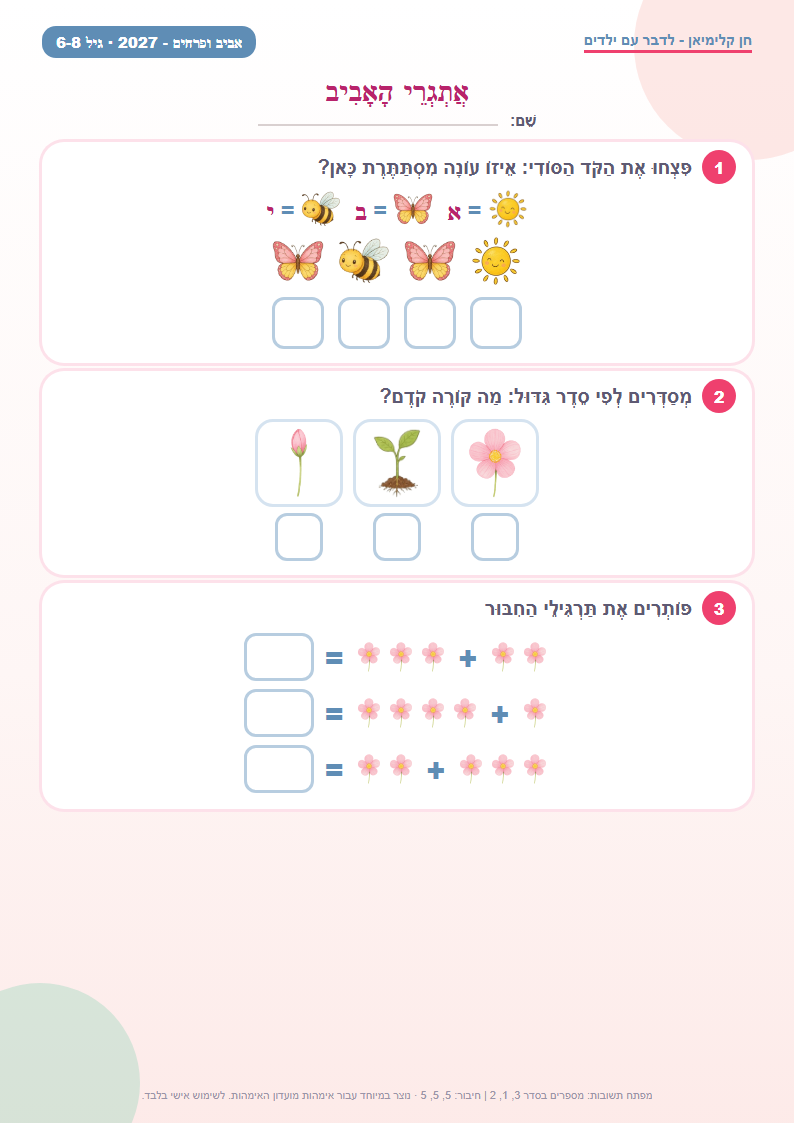 חן קלימיאן - לדבר עם ילדים
אביב ופרחים - 2027 • גיל 6-8
אֶתְגְּרֵי הָאָבִיב
שֵׁם:
1 פִּצְחוּ אֶת הַקֹּד הַסּוֹדִי: אֵיזוֹ עוֹנָה מִסְתַּתֶּרֶת כָּאן?
= א = ב = י
2 מְסַדְּרִים לְפִי סֵדֶר גִּדּוּל: מַה קּוֹרֶה קֹדֶם?
3 פּוֹתְרִים אֶת תַּרְגִּילֵי הַחִבּוּר
+ =
+ =
+ =
מפתח תשובות: מספרים בסדר 3, 1, 2 | חיבור: 5, 5, 5 · נוצר במיוחד עבור אימהות מועדון האימהות. לשימוש אישי בלבד.